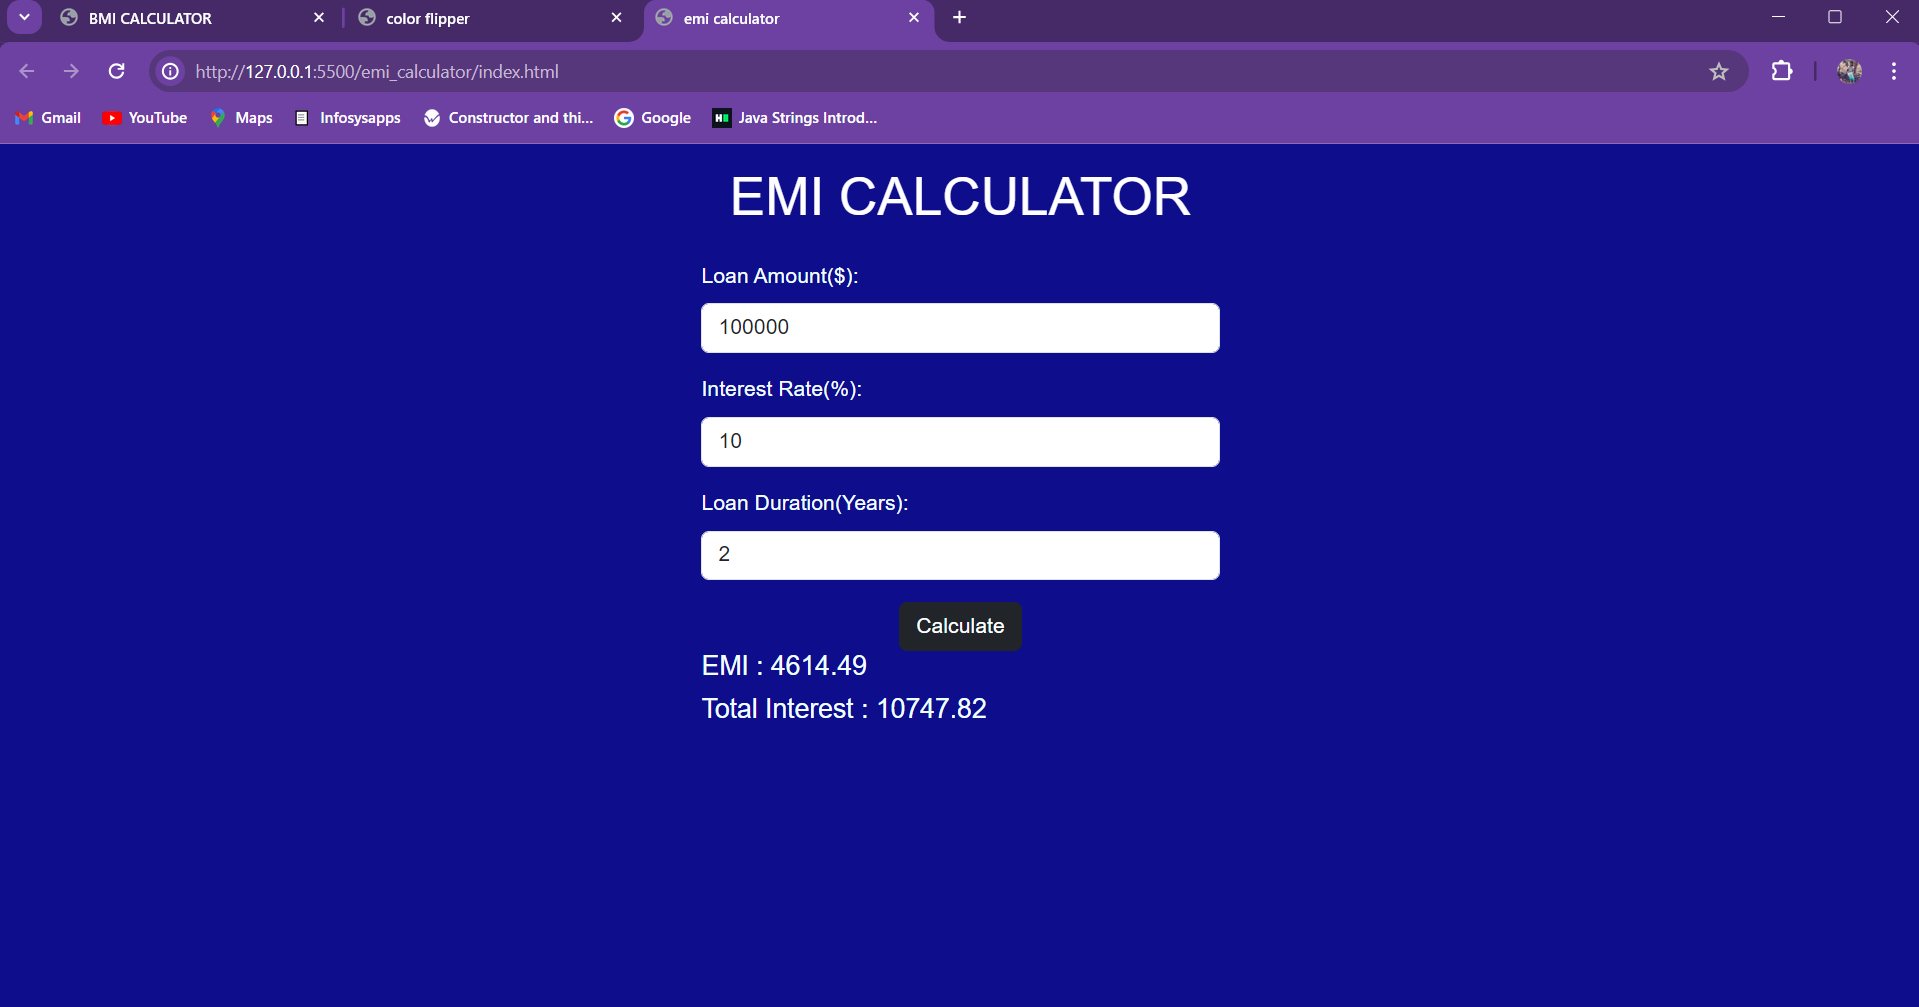 BMI CALCULATOR
color flipper
emi calculator
http://127.0.0.1:5500/emi_calculator/index.html
Gmail YouTube Maps Infosysapps Constructor and thi... Google Java Strings Introd...
EMI CALCULATOR
Loan Amount($):
100000
Interest Rate(%):
10
Loan Duration(Years):
2
Calculate
EMI : 4614.49
Total Interest : 10747.82